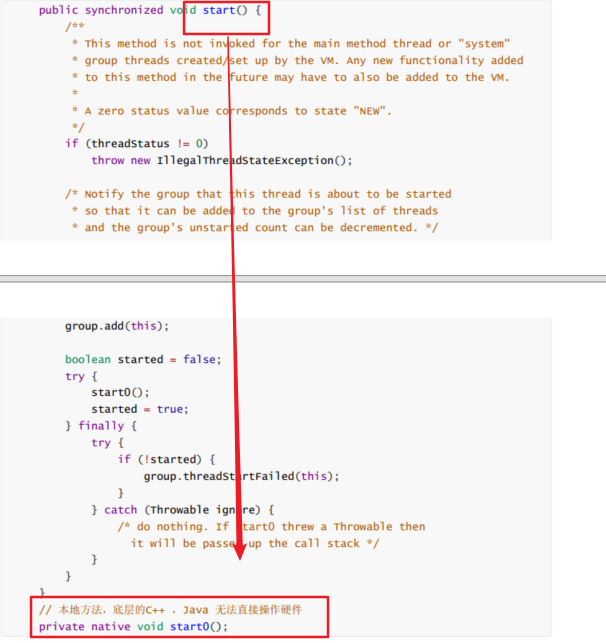 public synchronized void start() {
/**
* This method is not invoked for the main method thread or "system"
* group threads created/set up by the VM. Any new functionality added
* to this method in the future may have to also be added to the VM.
*
* A zero status value corresponds to state "NEW".
*/
if (threadStatus != 0)
throw new IllegalThreadStateException();
/* Notify the group that this thread is about to be started
* so that it can be added to the group's list of threads
* and the group's unstarted count can be decremented. */
group.add(this);
boolean started = false;
try {
start0();
started = true;
} finally {
try {
if (!started) {
group.threadStartFailed(this);
}
} catch (Throwable ignore) {
/* do nothing. If start0 threw a Throwable then
it will be passed up the call stack */
}
}
}
// 本地方法，底层的C++ ，Java 无法直接操作硬件
private native void start0();